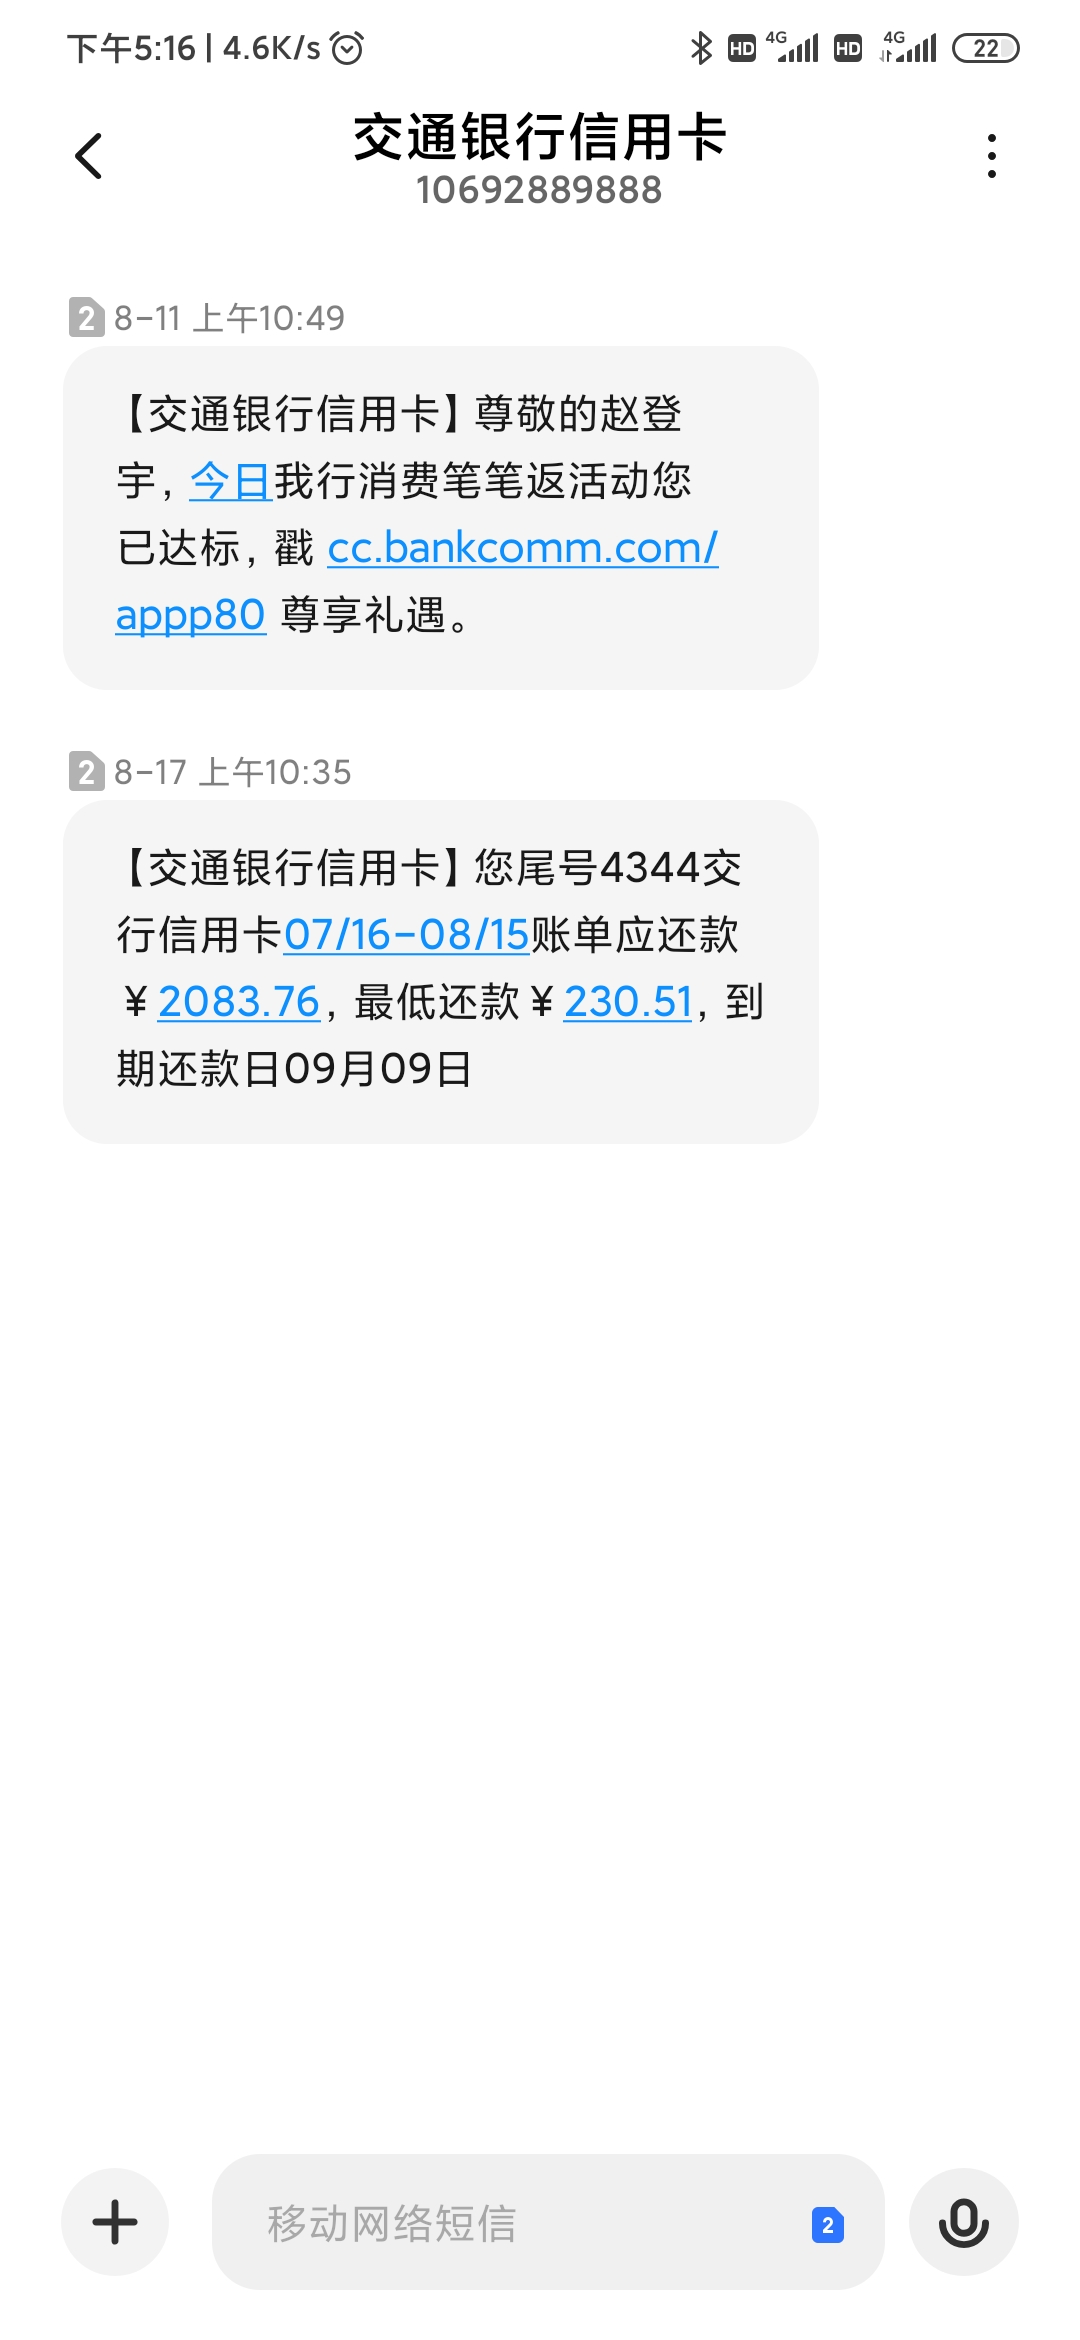 下午5:16 | 4.6K/s
HD 4G HD 4G 22
交通银行信用卡
10692889888
2 8-11 上午10:49
【交通银行信用卡】尊敬的赵登
宇，今日我行消费笔笔返活动您
已达标，戳 cc.bankcomm.com/
appp80 尊享礼遇。
2 8-17 上午10:35
【交通银行信用卡】您尾号4344交
行信用卡07/16-08/15账单应还款
￥2083.76，最低还款￥230.51，到
期还款日09月09日
移动网络短信 2